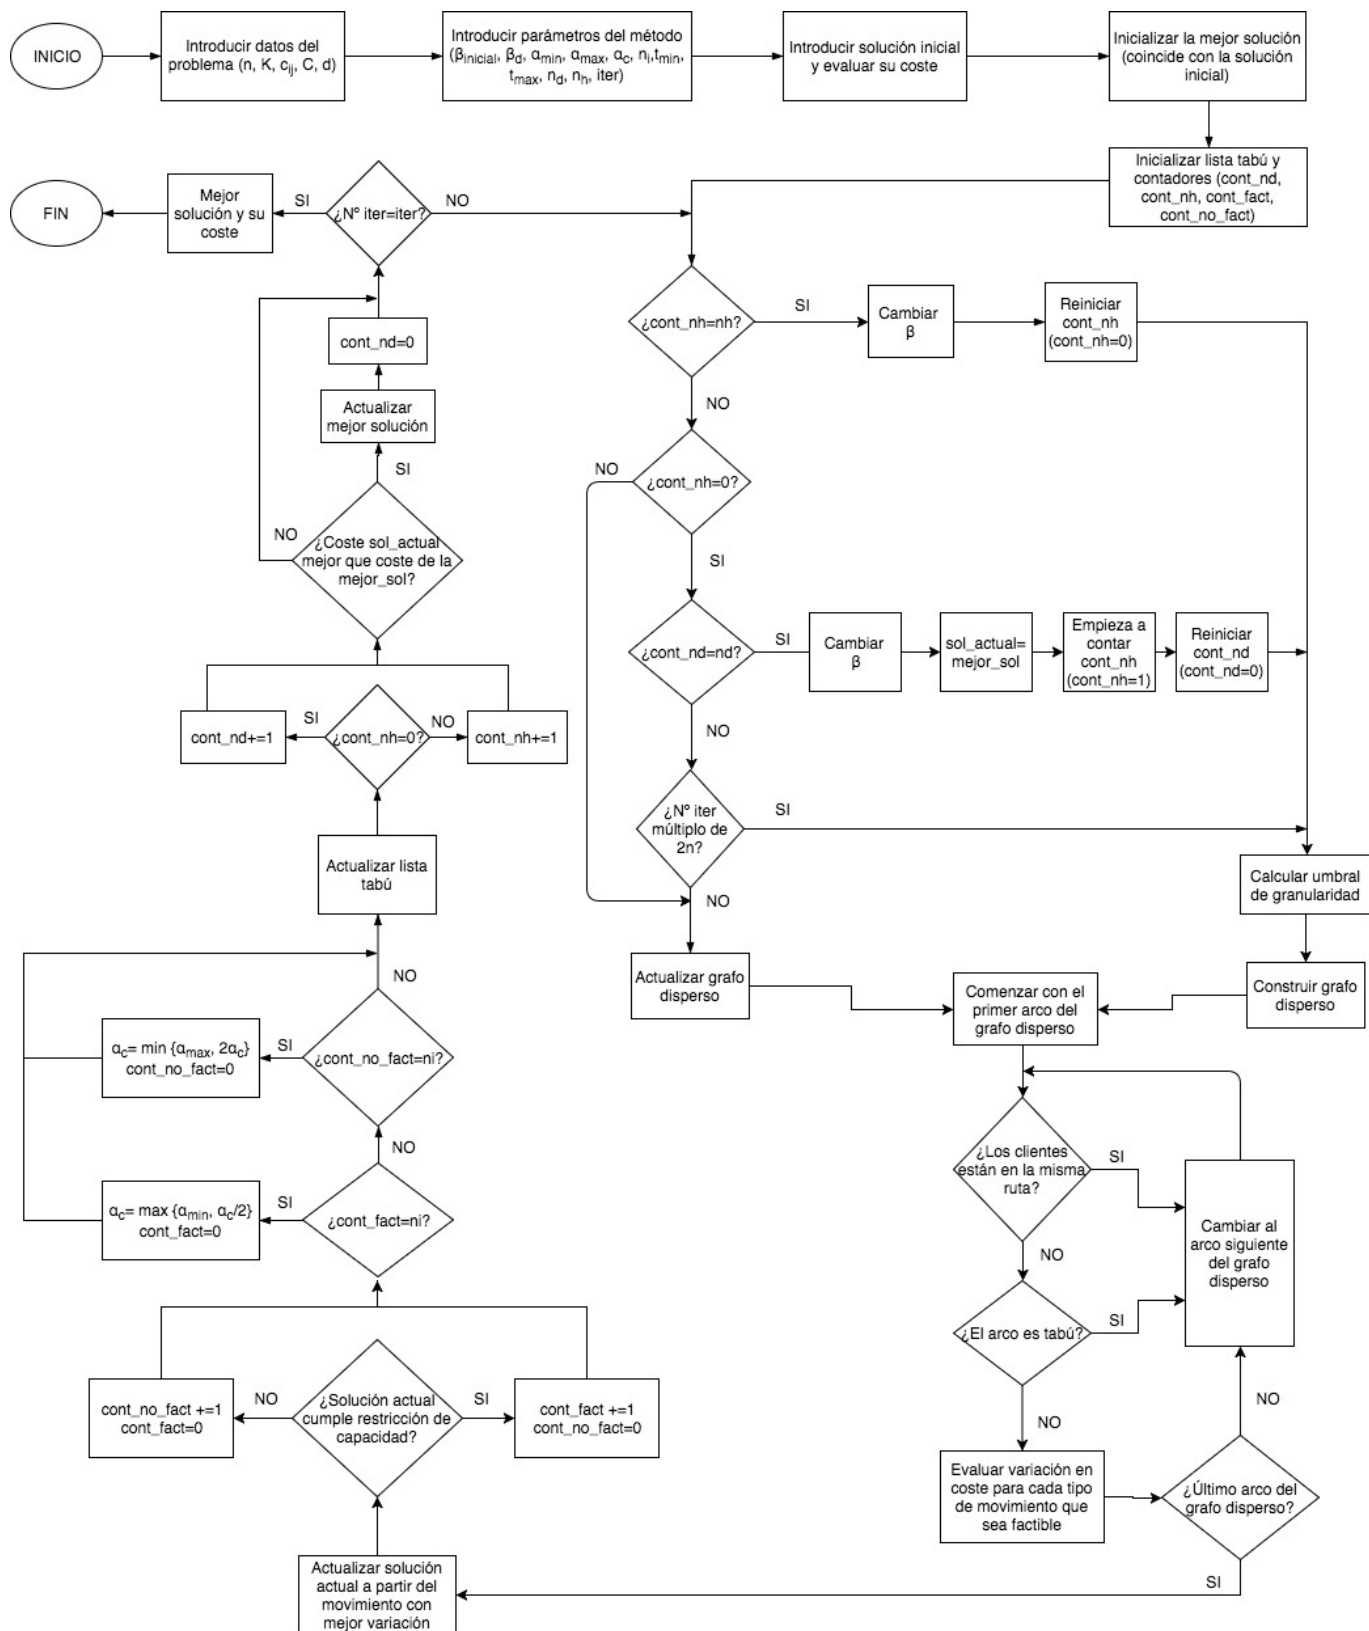 INICIO
Introducir datos del
problema (n, K, cij, C, d)
Introducir parámetros del método
(βinicial, βd, αmin, αmax, αc, ni,tmin,
tmax, nd, nh, iter)
Introducir solución inicial
y evaluar su coste
Inicializar la mejor solución
(coincide con la solución
inicial)
Inicializar lista tabú y
contadores (cont_nd,
cont_nh, cont_fact,
cont_no_fact)
FIN
Mejor
solución y su
coste
SI
¿Nº iter=iter?
NO
¿cont_nh=nh?
SI
Cambiar
β
Reiniciar
cont_nh
(cont_nh=0)
NO
cont_nd=0
Actualizar
mejor solución
SI
NO
¿Coste sol_actual
mejor que coste de la
mejor_sol?
NO
¿cont_nh=0?
SI
¿cont_nd=nd?
SI
Cambiar
β
sol_actual=
mejor_sol
Empieza a
contar
cont_nh
(cont_nh=1)
Reiniciar
cont_nd
(cont_nd=0)
NO
cont_nd+=1
SI
¿cont_nh=0?
NO
cont_nh+=1
¿Nº iter
múltiplo de
2n?
SI
NO
Actualizar lista
tabú
Calcular umbral
de granularidad
Actualizar grafo
disperso
Comenzar con el
primer arco del
grafo disperso
Construir grafo
disperso
NO
αc= min {αmax, 2αc}
cont_no_fact=0
SI
¿cont_no_fact=ni?
NO
αc= max {αmin, αc/2}
cont_fact=0
SI
¿cont_fact=ni?
¿Los clientes
están en la misma
ruta?
SI
NO
Cambiar al
arco siguiente
del grafo
disperso
¿El arco es tabú?
SI
NO
cont_no_fact +=1
cont_fact=0
NO
¿Solución actual
cumple restricción de
capacidad?
SI
cont_fact +=1
cont_no_fact=0
Evaluar variación en
coste para cada tipo
de movimiento que
sea factible
NO
¿Último arco del
grafo disperso?
SI
Actualizar solución
actual a partir del
movimiento con
mejor variación